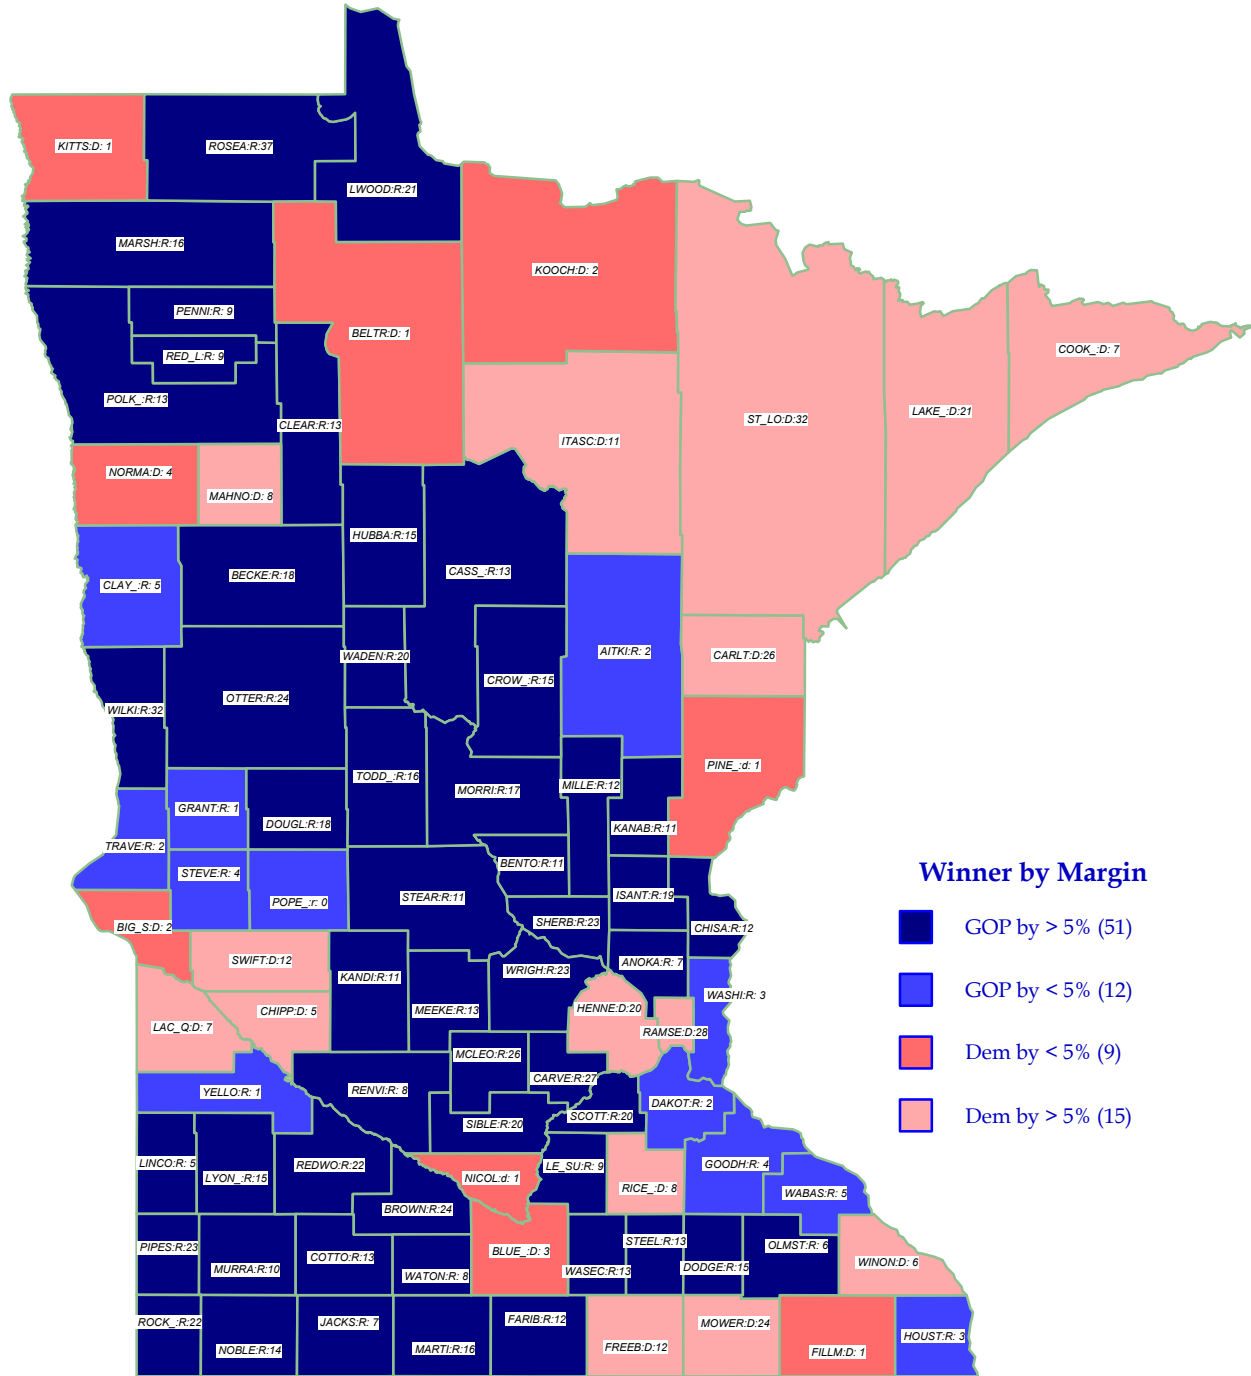 KITTS:D: 1
ROSEA:R:37
LWOOD:R:21
MARSH:R:16
KOOCH:D: 2
PENNI:R: 9
BELTR:D: 1
COOK_:D: 7
RED_L:R: 9
POLK_:R:13
LAKE_:D:21
ST_LO:D:32
CLEAR:R:13
ITASC:D:11
NORMA:D: 4
MAHNO:D: 8
HUBBA:R:15
CASS_:R:13
BECKE:R:18
CLAY_:R: 5
AITKI:R: 2
CARLT:D:26
WADEN:R:20
CROW_:R:15
OTTER:R:24
WILKI:R:32
PINE_:d: 1
TODD_:R:16
MILLE:R:12
MORRI:R:17
GRANT:R: 1
DOUGL:R:18
KANAB:R:11
TRAVE:R: 2
BENTO:R:11
STEVE:R: 4
Winner by Margin
ISANT:R:19
STEAR:R:11
POPE_:r: 0
BIG_S:D: 2
SHERB:R:23
CHISA:R:12
GOP by > 5% (51)
SWIFT:D:12
ANOKA:R: 7
WRIGH:R:23
KANDI:R:11
GOP by < 5% (12)
WASHI:R: 3
HENNE:D:20
CHIPP:D: 5
MEEKE:R:13
LAC_Q:D: 7
RAMSE:D:28
Dem by < 5% (9)
MCLEO:R:26
CARVE:R:27
YELLO:R: 1
RENVI:R: 8
DAKOT:R: 2
Dem by > 5% (15)
SCOTT:R:20
SIBLE:R:20
LINCO:R: 5
REDWO:R:22
LE_SU:R: 9
GOODH:R: 4
LYON_:R:15
NICOL:d: 1
RICE_:D: 8
WABAS:R: 5
BROWN:R:24
STEEL:R:13
PIPES:R:23
OLMST:R: 6
BLUE_:D: 3
COTTO:R:13
WINON:D: 6
MURRA:R:10
WASEC:R:13
DODGE:R:15
WATON:R: 8
FARIB:R:12
ROCK_:R:22
JACKS:R: 7
MOWER:D:24
HOUST:R: 3
FREEB:D:12
MARTI:R:16
NOBLE:R:14
FILLM:D: 1